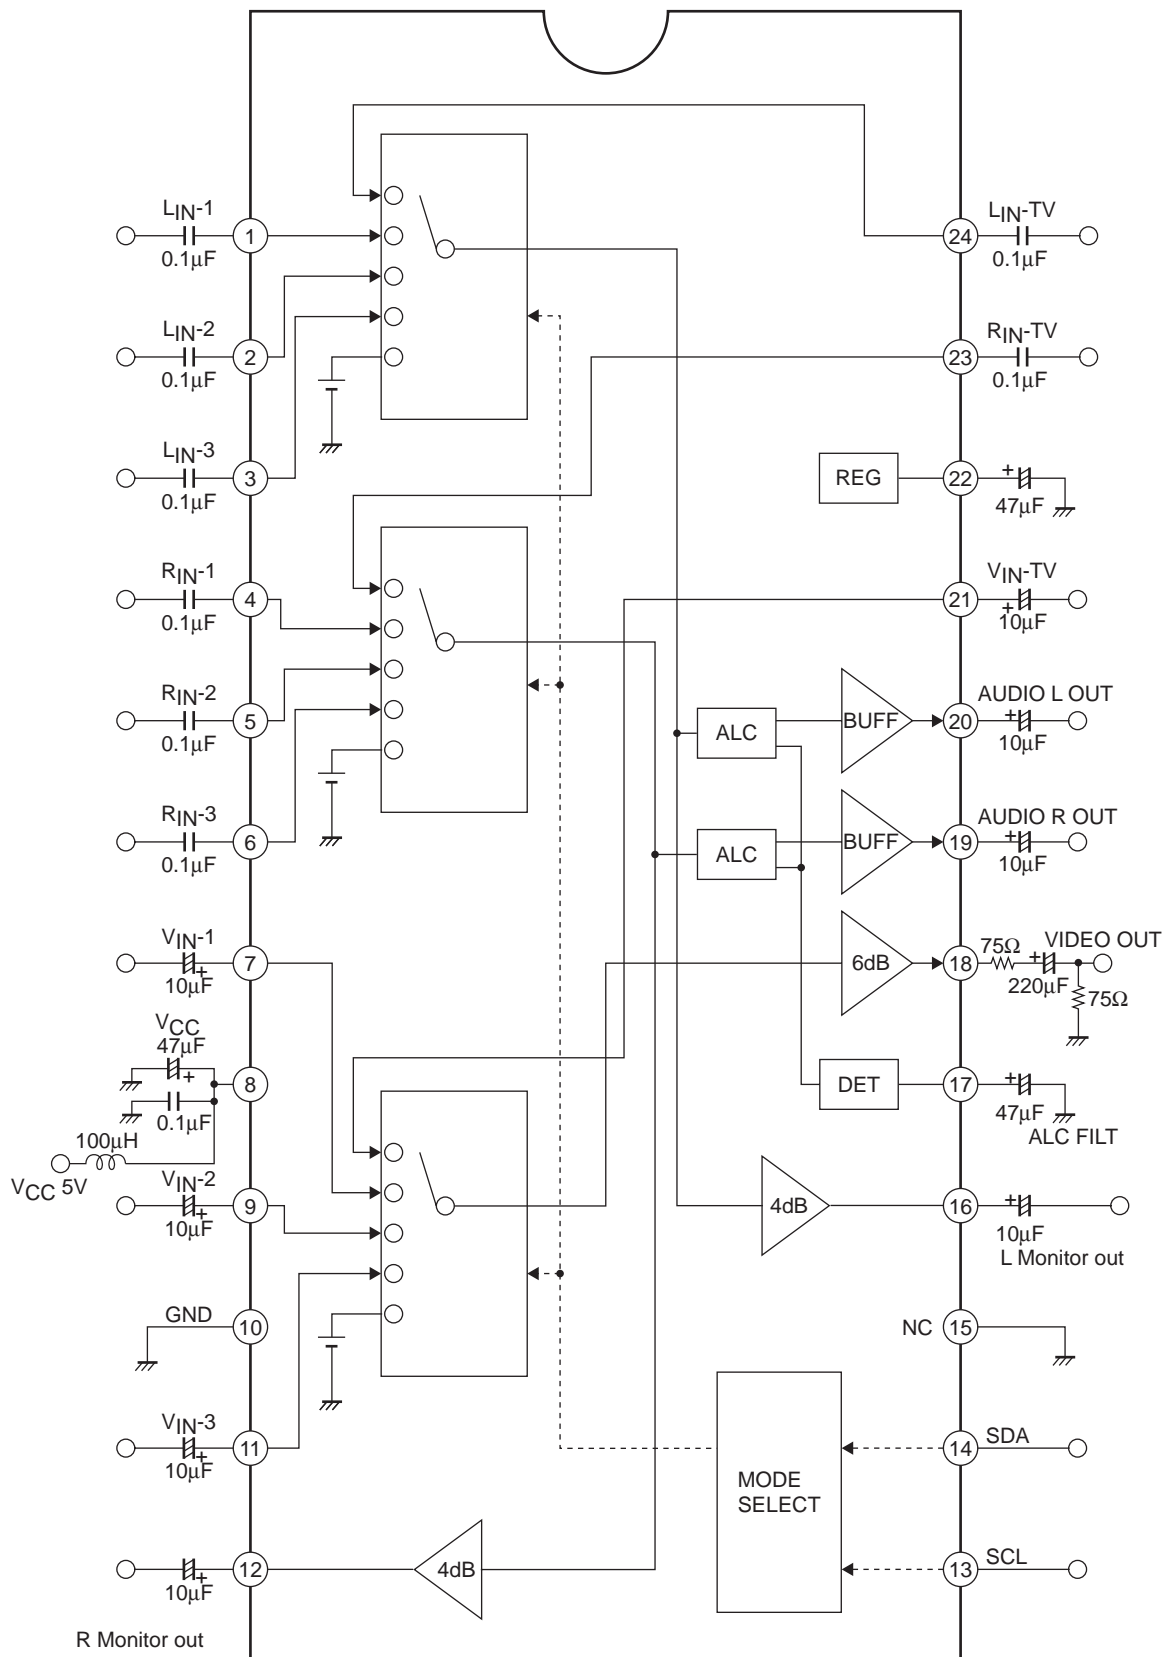 LIN-1
1
0.1µF
LIN-2
2
0.1µF
LIN-3
3
0.1µF
RIN-1
4
0.1µF
RIN-2
5
0.1µF
RIN-3
6
0.1µF
VIN-1
+
7
10µF
VCC
47µF
+
8
0.1µF
100µH
VCC 5V
VIN-2
+
9
10µF
GND
10
VIN-3
+
11
10µF
+
12
10µF
R Monitor out
4dB
LIN-TV
24
0.1µF
RIN-TV
23
0.1µF
REG
22
+
47µF
VIN-TV
21
+
10µF
AUDIO L OUT
ALC
BUFF
20
+
10µF
AUDIO R OUT
ALC
BUFF
19
+
10µF
6dB
18
75Ω
+
VIDEO OUT
220µF
75Ω
DET
17
+
47µF
ALC FILT
4dB
16
+
10µF
L Monitor out
NC
15
MODE
SELECT
14
SDA
13
SCL